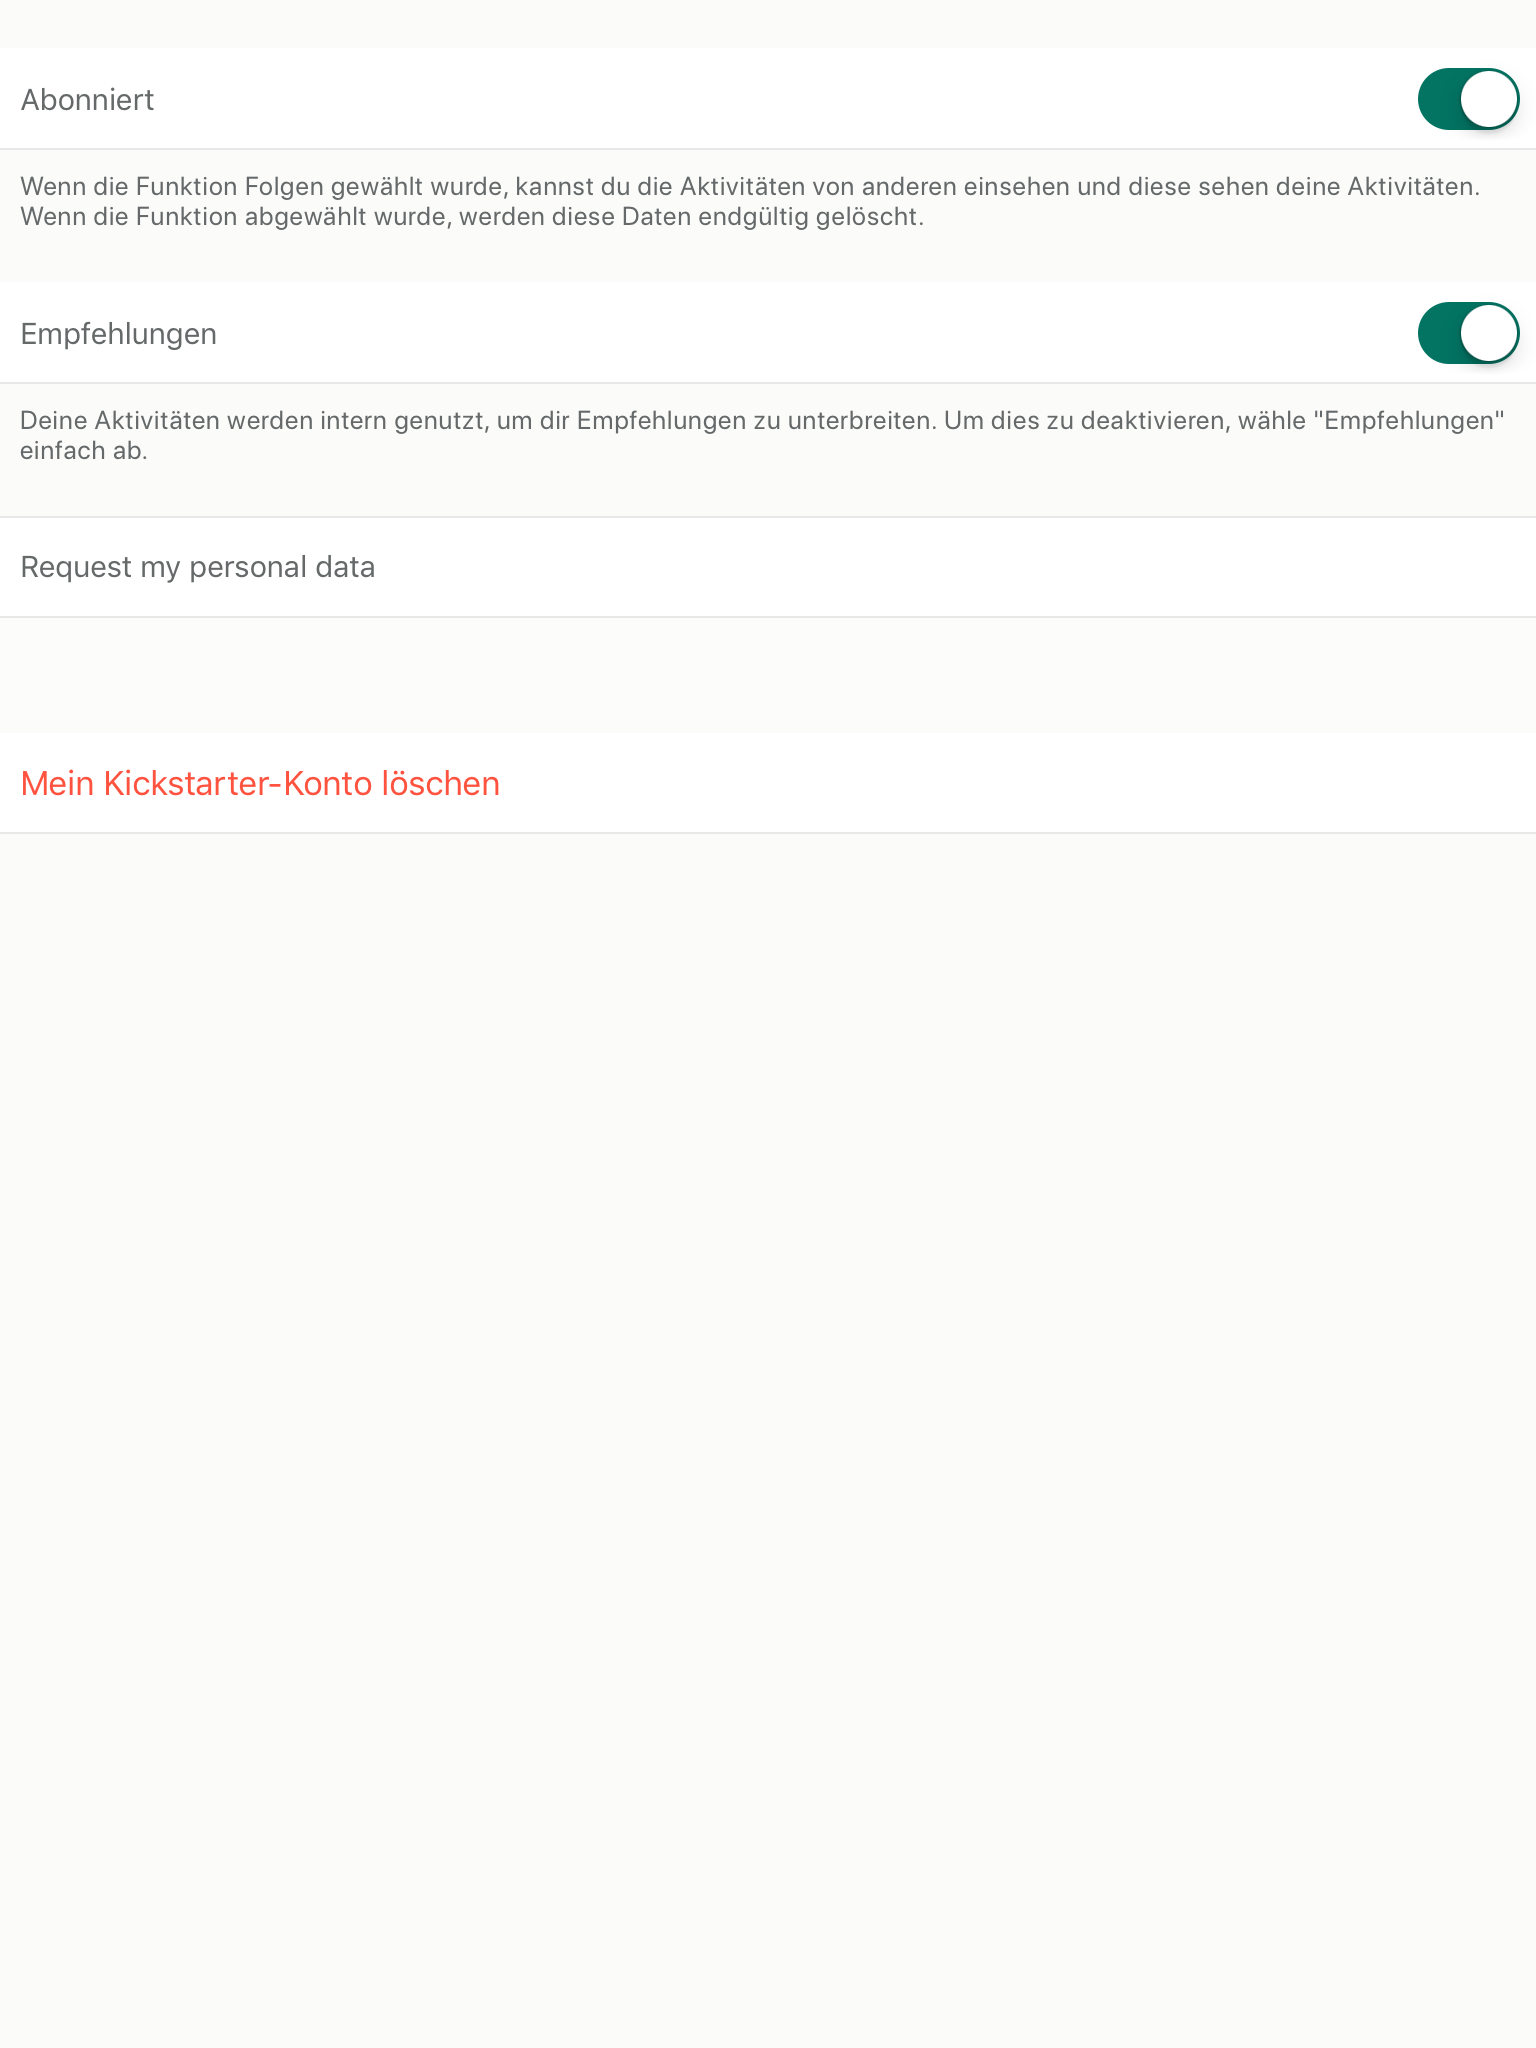 Abonniert
Wenn die Funktion Folgen gewählt wurde, kannst du die Aktivitäten von anderen einsehen und diese sehen deine Aktivitäten.
Wenn die Funktion abgewählt wurde, werden diese Daten endgültig gelöscht.
Empfehlungen
Deine Aktivitäten werden intern genutzt, um dir Empfehlungen zu unterbreiten. Um dies zu deaktivieren, wähle "Empfehlungen"
einfach ab.
Request my personal data
Mein Kickstarter-Konto löschen